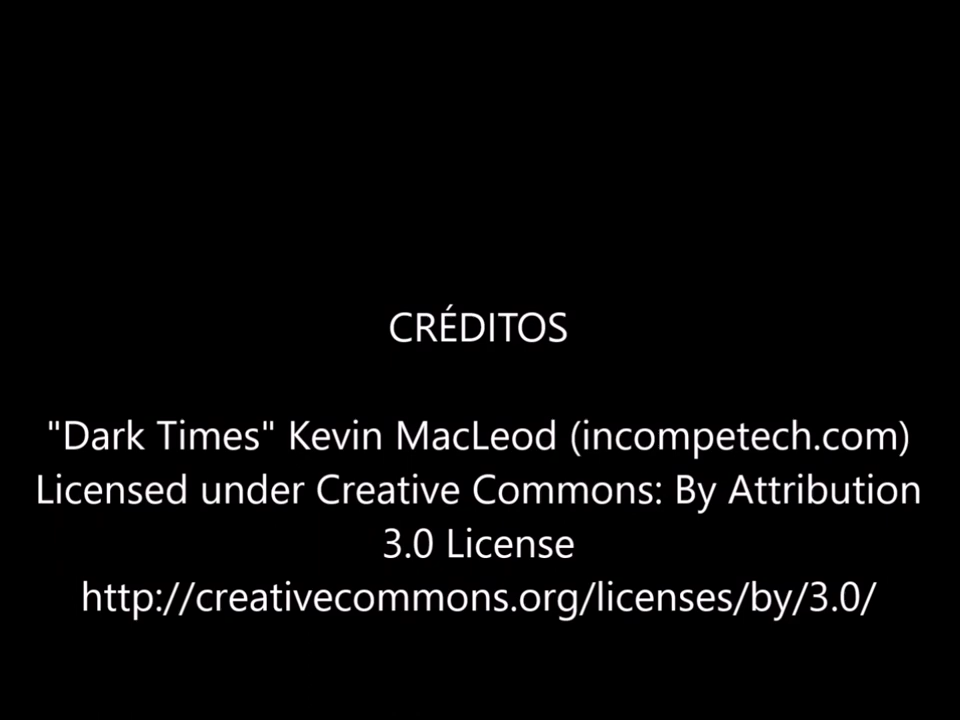 CRÉDITOS
"Dark Times" Kevin MacLeod (incompetech.com)
Licensed under Creative Commons: By Attribution
3.0 License
http://creativecommons.org/licenses/by/3.0/